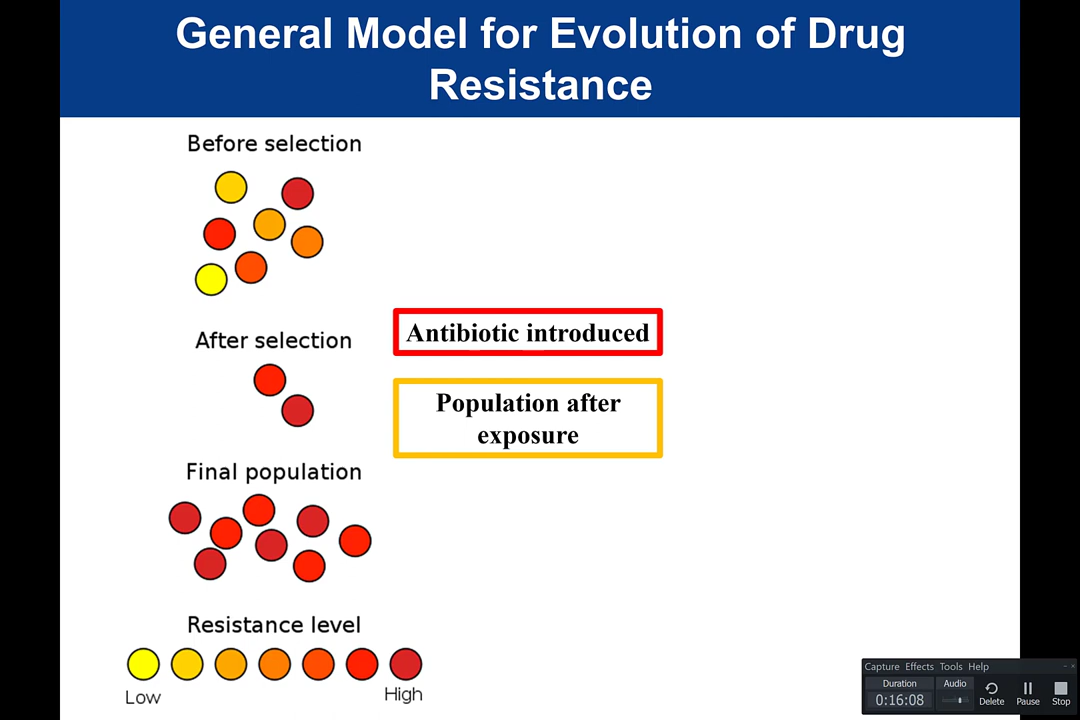 General Model for Evolution of Drug
Resistance
Before selection
After selection
Antibiotic introduced
Population after
exposure
Final population
Resistance level
Low
High
Capture Effects Tools Help
Duration
0:16:08
Audio
Delete
Pause
Stop